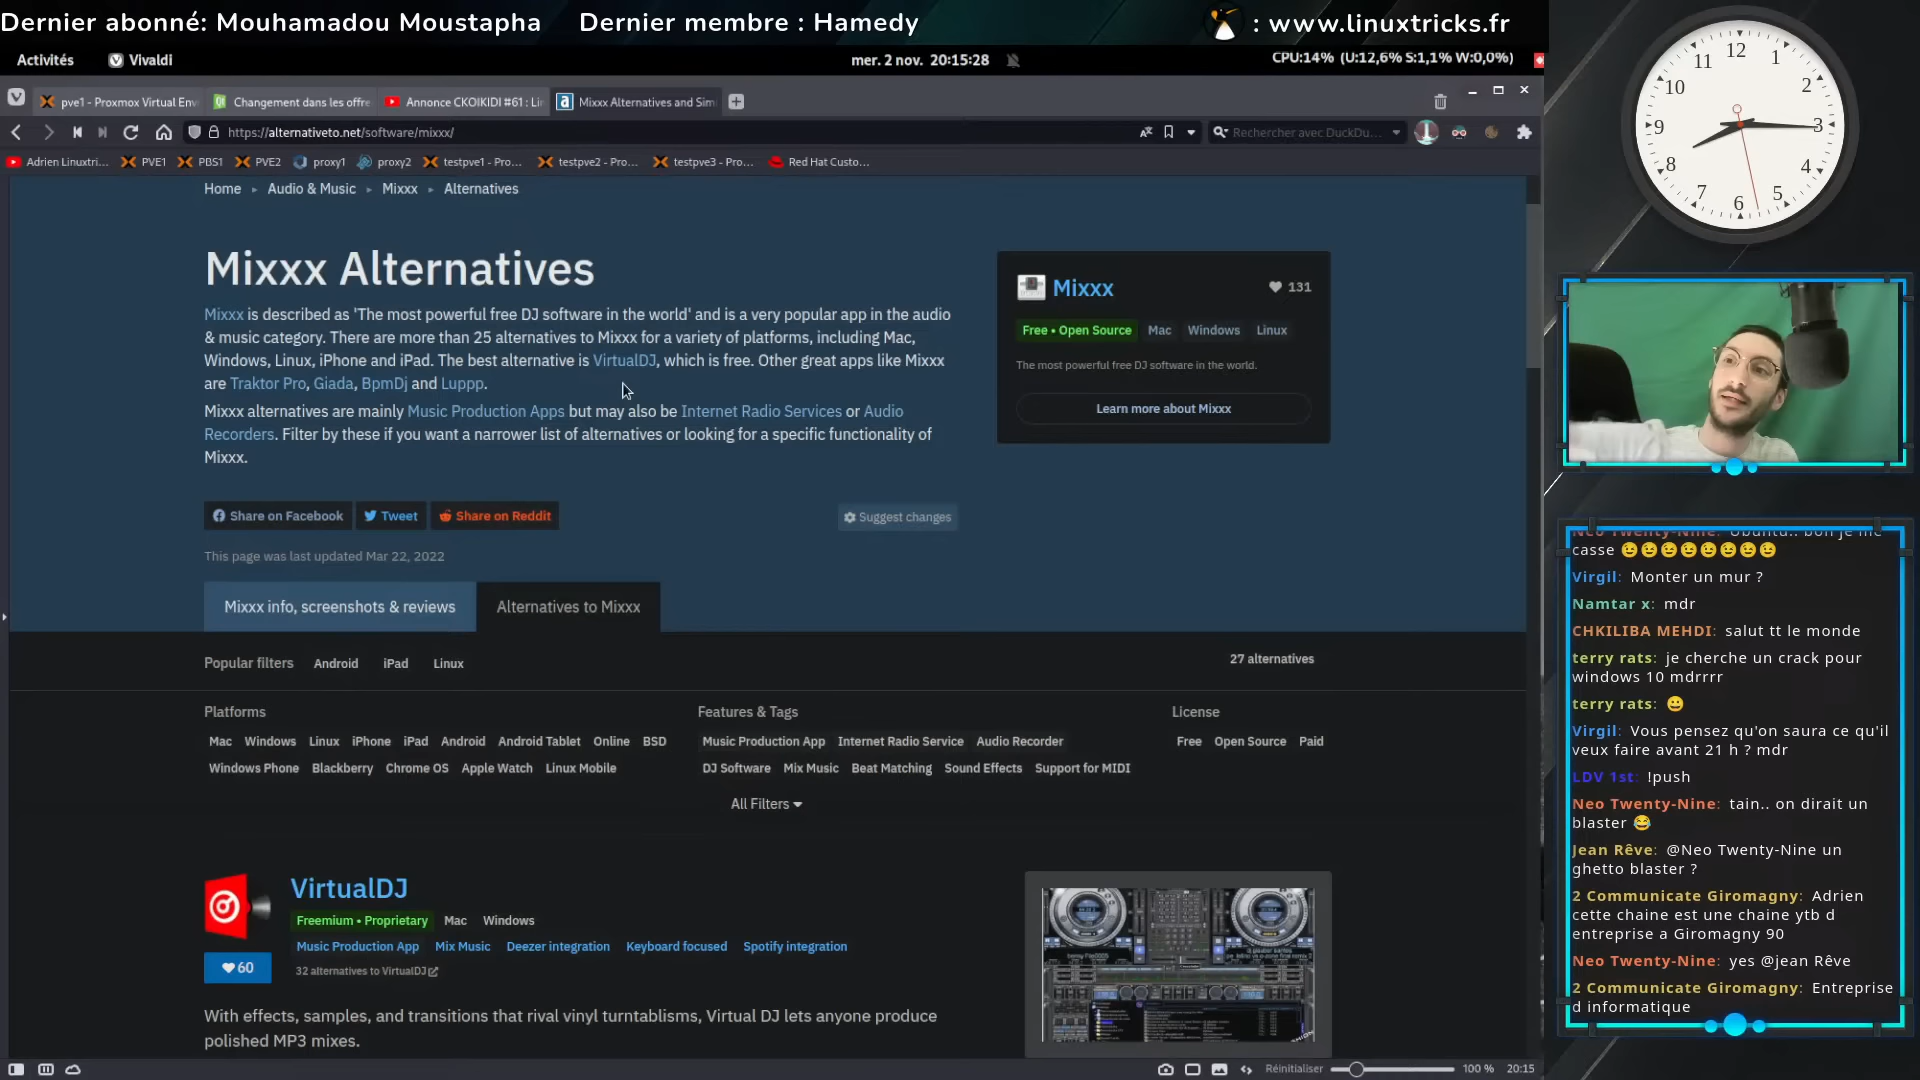 Dernier abonné: Mouhamadou Moustapha Dernier membre : Hamedy : www.linuxtricks.fr
Activités Vivaldi mer. 2 nov. 20:15:28 CPU:14% (U:12,6% S:1,1% W:0,0%)
pve1 - Proxmox Virtual Env Changement dans les offre Annonce CKOIKIDI #61 : Lin Mixxx Alternatives and Sim
https://alternativeto.net/software/mixxx/ Rechercher avec DuckDu...
Adrien Linuxtri... PVE1 PBS1 PVE2 proxy1 proxy2 testpve1 - Pro... testpve2 - Pro... testpve3 - Pro... Red Hat Custo...
Home Audio & Music Mixxx Alternatives
Mixxx Alternatives
Mixxx is described as 'The most powerful free DJ software in the world' and is a very popular app in the audio
& music category. There are more than 25 alternatives to Mixxx for a variety of platforms, including Mac,
Windows, Linux, iPhone and iPad. The best alternative is VirtualDJ, which is free. Other great apps like Mixxx
are Traktor Pro, Giada, BpmDj and Luppp.
Mixxx alternatives are mainly Music Production Apps but may also be Internet Radio Services or Audio
Recorders. Filter by these if you want a narrower list of alternatives or looking for a specific functionality of
Mixxx.
Share on Facebook Tweet Share on Reddit Suggest changes
This page was last updated Mar 22, 2022
Mixxx 131
Free • Open Source Mac Windows Linux
The most powerful free DJ software in the world.
Learn more about Mixxx
Mixxx info, screenshots & reviews Alternatives to Mixxx
Popular filters Android iPad Linux 27 alternatives
Platforms
Mac Windows Linux iPhone iPad Android Android Tablet Online BSD
Windows Phone Blackberry Chrome OS Apple Watch Linux Mobile
Features & Tags
Music Production App Internet Radio Service Audio Recorder
DJ Software Mix Music Beat Matching Sound Effects Support for MIDI
License
Free Open Source Paid
All Filters
VirtualDJ
Freemium • Proprietary Mac Windows
Music Production App Mix Music Deezer integration Keyboard focused Spotify integration
60
32 alternatives to VirtualDJ
With effects, samples, and transitions that rival vinyl turntablisms, Virtual DJ lets anyone produce
polished MP3 mixes.
Réinitialiser 100 % 20:15
12
1
2
3
4
5
6
7
8
9
10
11
Neo Twenty-Nine: Ubuntu.. bon je me
casse 😉😉😉😉😉😉😉😉
Virgil: Monter un mur ?
Namtar x: mdr
CHKILIBA MEHDI: salut tt le monde
terry rats: je cherche un crack pour
windows 10 mdrrrr
terry rats: 😀
Virgil: Vous pensez qu'on saura ce qu'il
veux faire avant 21 h ? mdr
LDV 1st: !push
Neo Twenty-Nine: tain.. on dirait un
blaster 😂
Jean Rêve: @Neo Twenty-Nine un
ghetto blaster ?
2 Communicate Giromagny: Adrien
cette chaine est une chaine ytb d
entreprise a Giromagny 90
Neo Twenty-Nine: yes @jean Rêve
2 Communicate Giromagny: Entreprise
d informatique